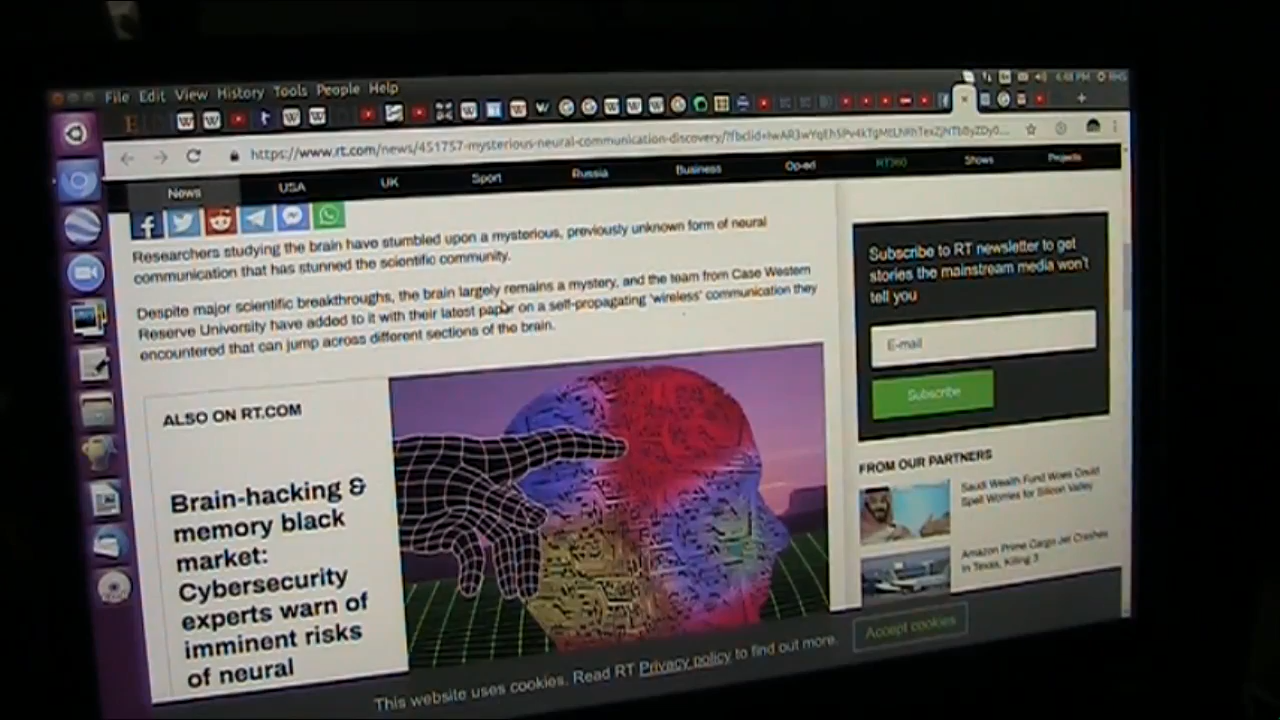 File Edit View History Tools People Help
4:48 PM
https://www.rt.com/news/451757-mysterious-neural-communication-discovery/?fbclid=
News USA UK Sport Russia Business Op-ed RT360 Shows Projects
Researchers studying the brain have stumbled upon a mysterious, previously unknown form of neural
communication that has stunned the scientific community.
Despite major scientific breakthroughs, the brain largely remains a mystery, and the team from Case Western
Reserve University have added to it with their latest paper on a self-propagating 'wireless' communication they
encountered that can jump across different sections of the brain.
ALSO ON RT.COM
Brain-hacking &
memory black
market:
Cybersecurity
experts warn of
imminent risks
of neural
Subscribe to RT newsletter to get
stories the mainstream media won't
tell you
E-mail
Subscribe
FROM OUR PARTNERS
Saudi Wealth Fund Woes Could
Spell Worries for Silicon Valley
Amazon Prime Cargo Jet Crashes
In Texas, Killing 3
This website uses cookies. Read RT Privacy policy to find out more.
Accept cookies